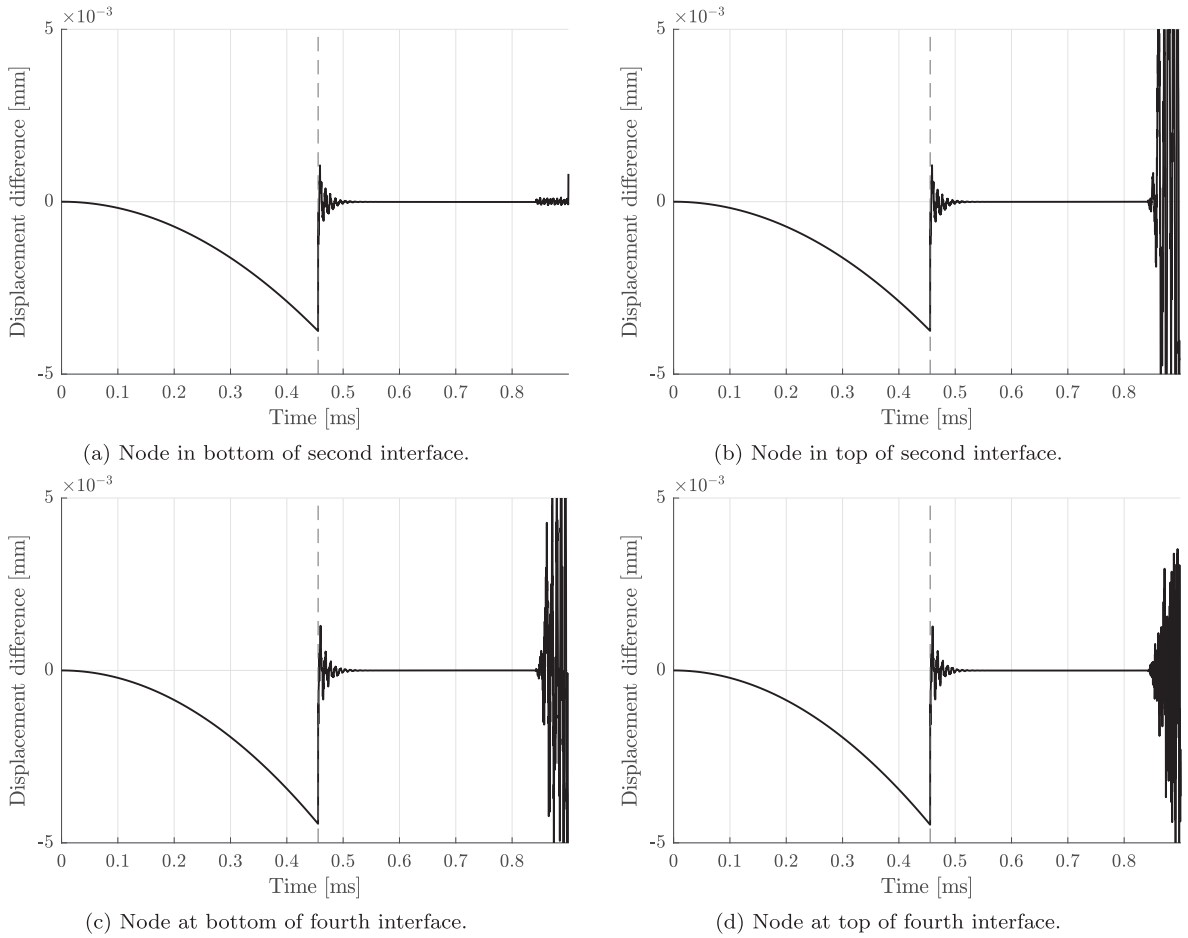 ×10⁻³
5
0
-5
Displacement difference [mm]
0 0.1 0.2 0.3 0.4 0.5 0.6 0.7 0.8
Time [ms]
(a) Node in bottom of second interface.
×10⁻³
5
0
-5
Displacement difference [mm]
0 0.1 0.2 0.3 0.4 0.5 0.6 0.7 0.8
Time [ms]
(b) Node in top of second interface.
×10⁻³
5
0
-5
Displacement difference [mm]
0 0.1 0.2 0.3 0.4 0.5 0.6 0.7 0.8
Time [ms]
(c) Node at bottom of fourth interface.
×10⁻³
5
0
-5
Displacement difference [mm]
0 0.1 0.2 0.3 0.4 0.5 0.6 0.7 0.8
Time [ms]
(d) Node at top of fourth interface.